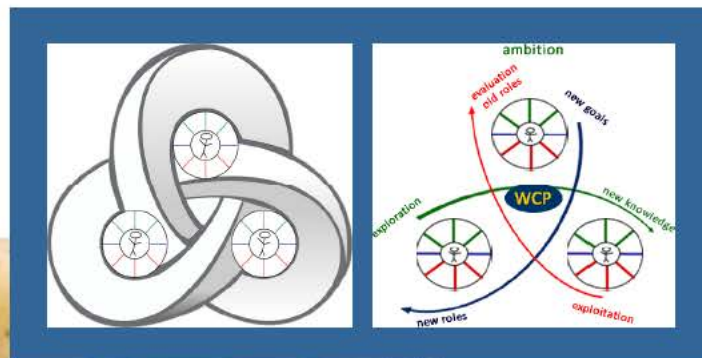 ambition
evaluation
old roles
new goals
WCP
exploration
new knowledge
new roles
exploitation